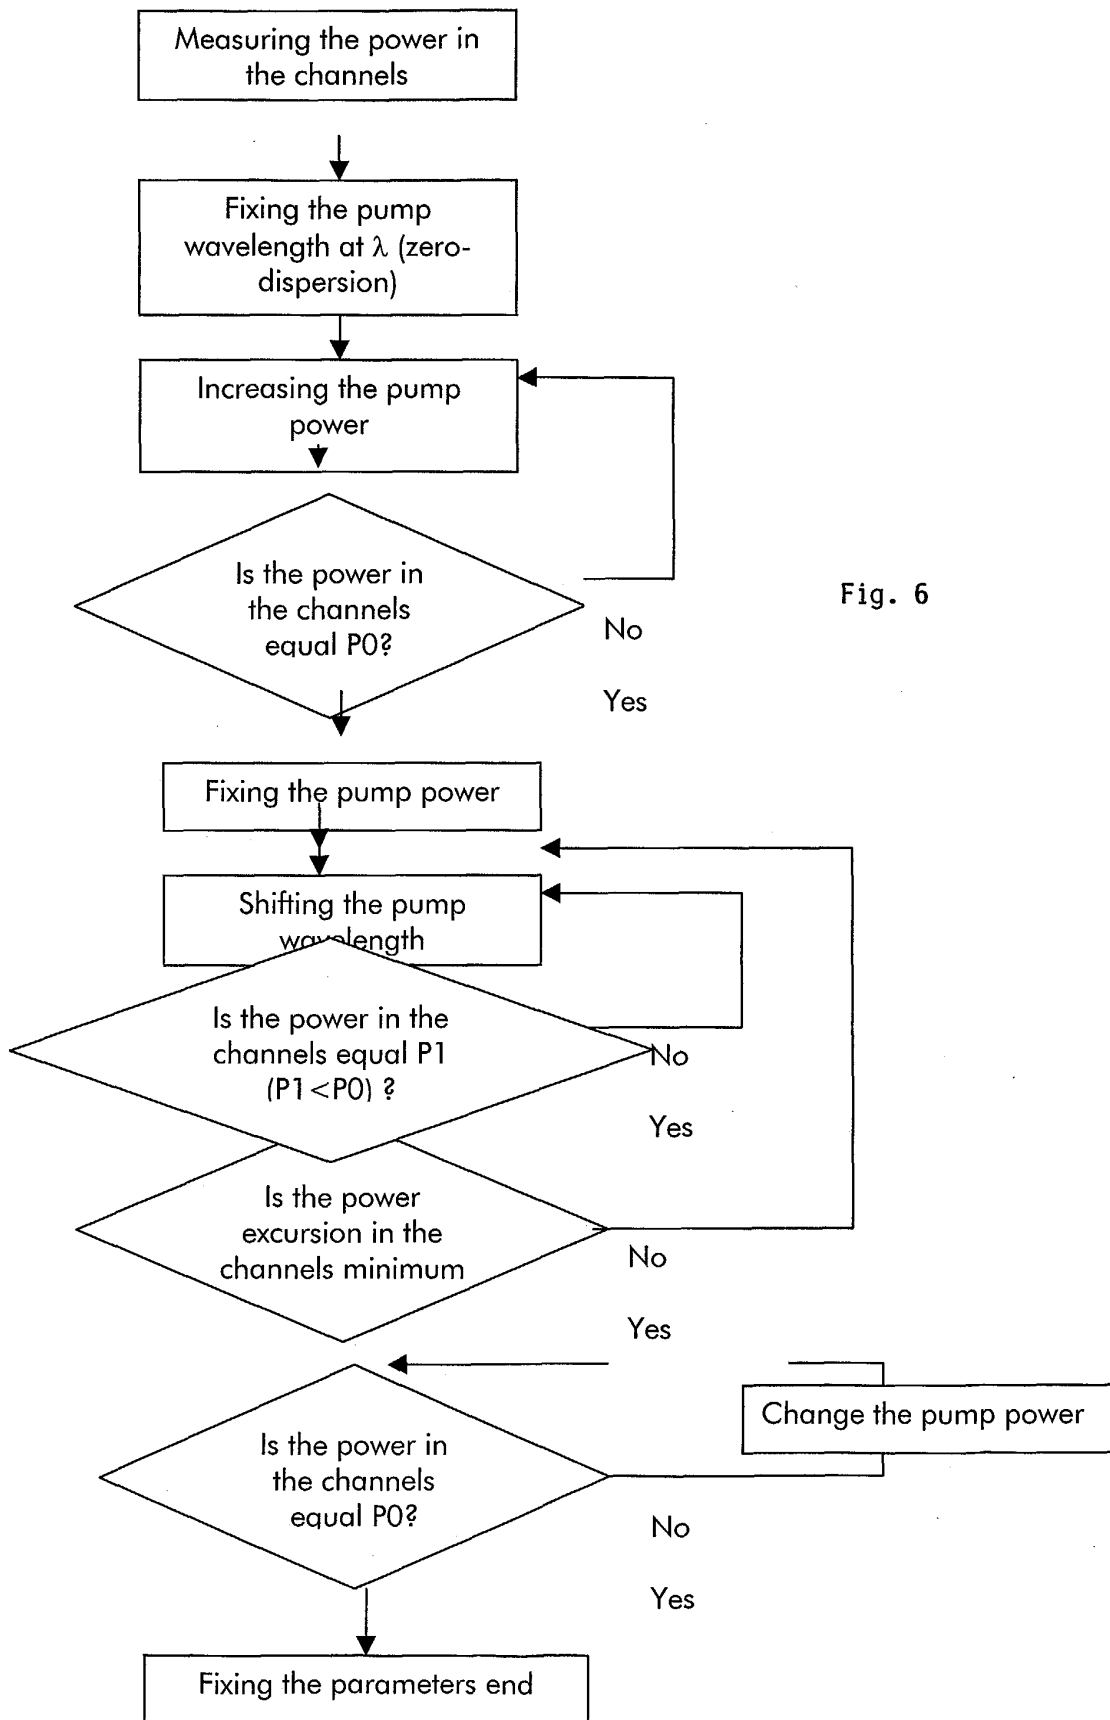 Measuring the power in
the channels
Fixing the pump
wavelength at λ (zero-
dispersion)
Increasing the pump
power
Is the power in
the channels
equal P0?
No
Yes
Fig. 6
Fixing the pump power
Shifting the pump
wavelength
Is the power in the
channels equal P1
(P1<P0) ?
No
Yes
Is the power
excursion in the
channels minimum
No
Yes
Change the pump power
Is the power in
the channels
equal P0?
No
Yes
Fixing the parameters end